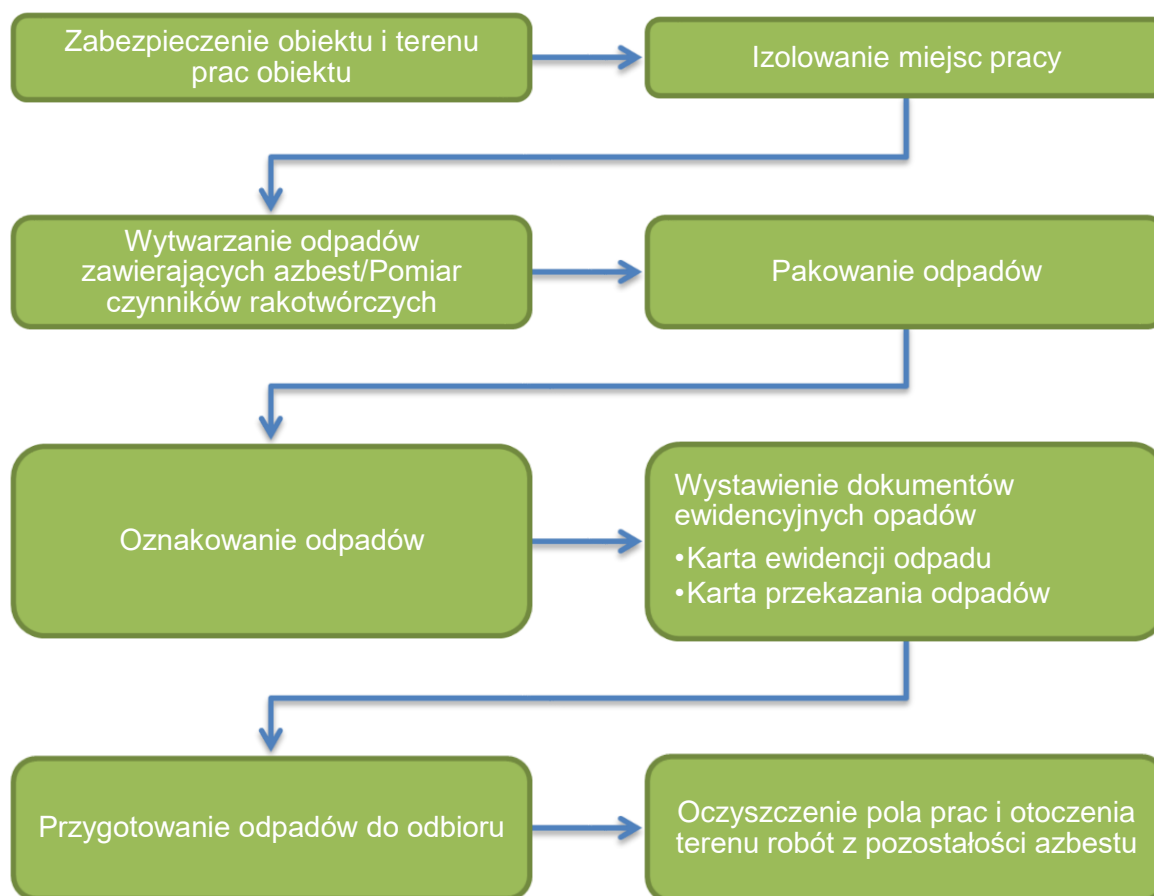 Zabezpieczenie obiektu i terenu
prac obiektu
Izolowanie miejsc pracy
Wytwarzanie odpadów
zawierających azbest/Pomiar
czynników rakotwórczych
Pakowanie odpadów
Oznakowanie odpadów
Wystawienie dokumentów
ewidencyjnych opadów
•Karta ewidencji odpadu
•Karta przekazania odpadów
Przygotowanie odpadów do odbioru
Oczyszczenie pola prac i otoczenia
terenu robót z pozostałości azbestu